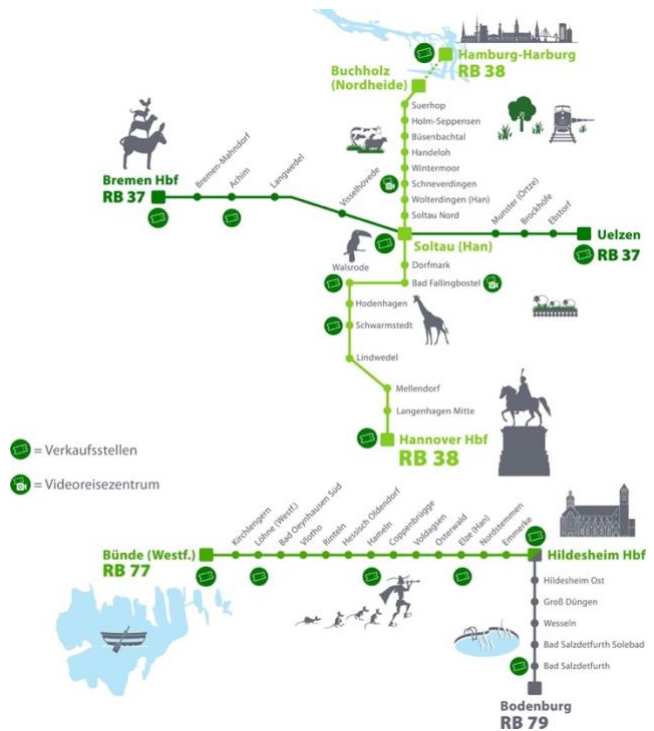 Hamburg-Harburg
RB 38
Buchholz
(Nordheide)
Suerhop
Holm-Seppensen
Büsenbachtal
Handeloh
Wintermoor
Schneverdingen
Wolterdingen (Han)
Soltau Nord
Bremen Hbf
RB 37
Bremen-Mahndorf
Achim
Langwedel
Visselhövede
Soltau (Han)
Munster (Örtze)
Brockhöfe
Ebstorf
Uelzen
RB 37
Dorfmark
Walsrode
Bad Fallingbostel
Hodenhagen
Schwarmstedt
Lindwedel
Mellendorf
Langenhagen Mitte
Hannover Hbf
RB 38
= Verkaufsstellen
= Videoreisezentrum
Bünde (Westf.)
RB 77
Kirchlengern
Löhne (Westf.)
Bad Oeynhausen Süd
Vlotho
Rinteln
Hessisch Oldendorf
Hameln
Coppenbrügge
Voldagsen
Osterwald
Elze (Han)
Nordstemmen
Emmerke
Hildesheim Hbf
Hildesheim Ost
Groß Düngen
Wesseln
Bad Salzdetfurth Solebad
Bad Salzdetfurth
Bodenburg
RB 79